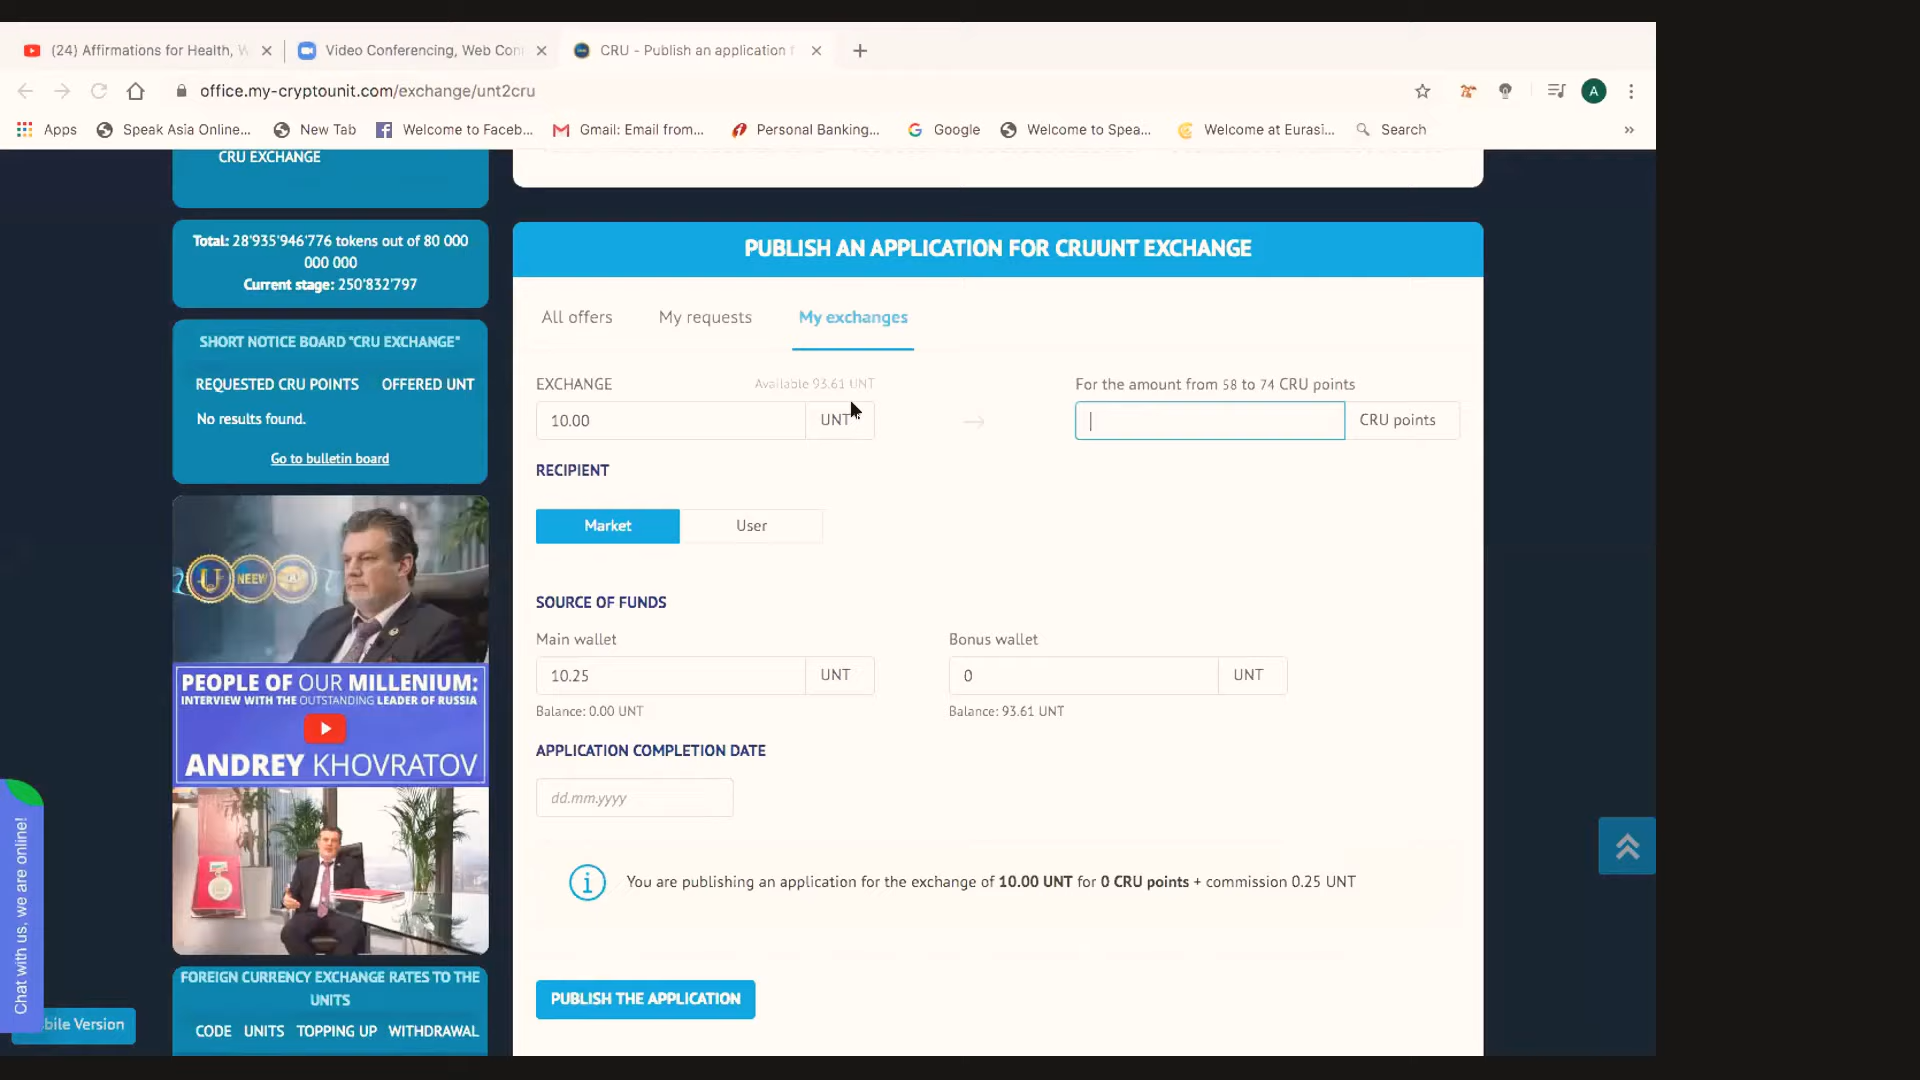 (24) Affirmations for Health, W
Video Conferencing, Web Con
CRU - Publish an application f
office.my-cryptounit.com/exchange/unt2cru
A
Apps
Speak Asia Online...
New Tab
Welcome to Faceb...
Gmail: Email from...
Personal Banking...
Google
Welcome to Spea...
Welcome at Eurasi...
Search
»
CRU EXCHANGE
Total: 28'935'946'776 tokens out of 80 000
000 000
Current stage: 250'832'797
SHORT NOTICE BOARD "CRU EXCHANGE"
REQUESTED CRU POINTS OFFERED UNT
No results found.
Go to bulletin board
NEEW
PEOPLE OF OUR MILLENIUM:
INTERVIEW WITH THE OUTSTANDING LEADER OF RUSSIA
ANDREY KHOVRATOV
FOREIGN CURRENCY EXCHANGE RATES TO THE
UNITS
CODE UNITS TOPPING UP WITHDRAWAL
Chat with us, we are online!
bile Version
PUBLISH AN APPLICATION FOR CRUUNT EXCHANGE
All offers
My requests
My exchanges
EXCHANGE
Available 93.61 UNT
For the amount from 58 to 74 CRU points
10.00
UNT
CRU points
RECIPIENT
Market
User
SOURCE OF FUNDS
Main wallet
Bonus wallet
10.25
UNT
0
UNT
Balance: 0.00 UNT
Balance: 93.61 UNT
APPLICATION COMPLETION DATE
dd.mm.yyyy
You are publishing an application for the exchange of 10.00 UNT for 0 CRU points + commission 0.25 UNT
PUBLISH THE APPLICATION